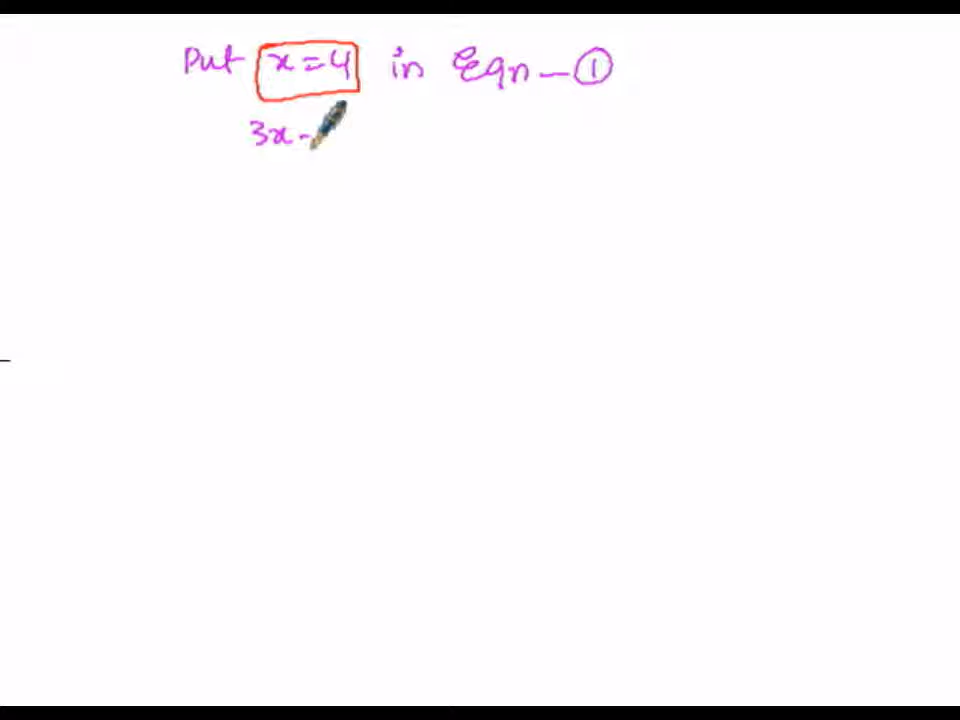 Put x=4 in Eqn-①
3x-